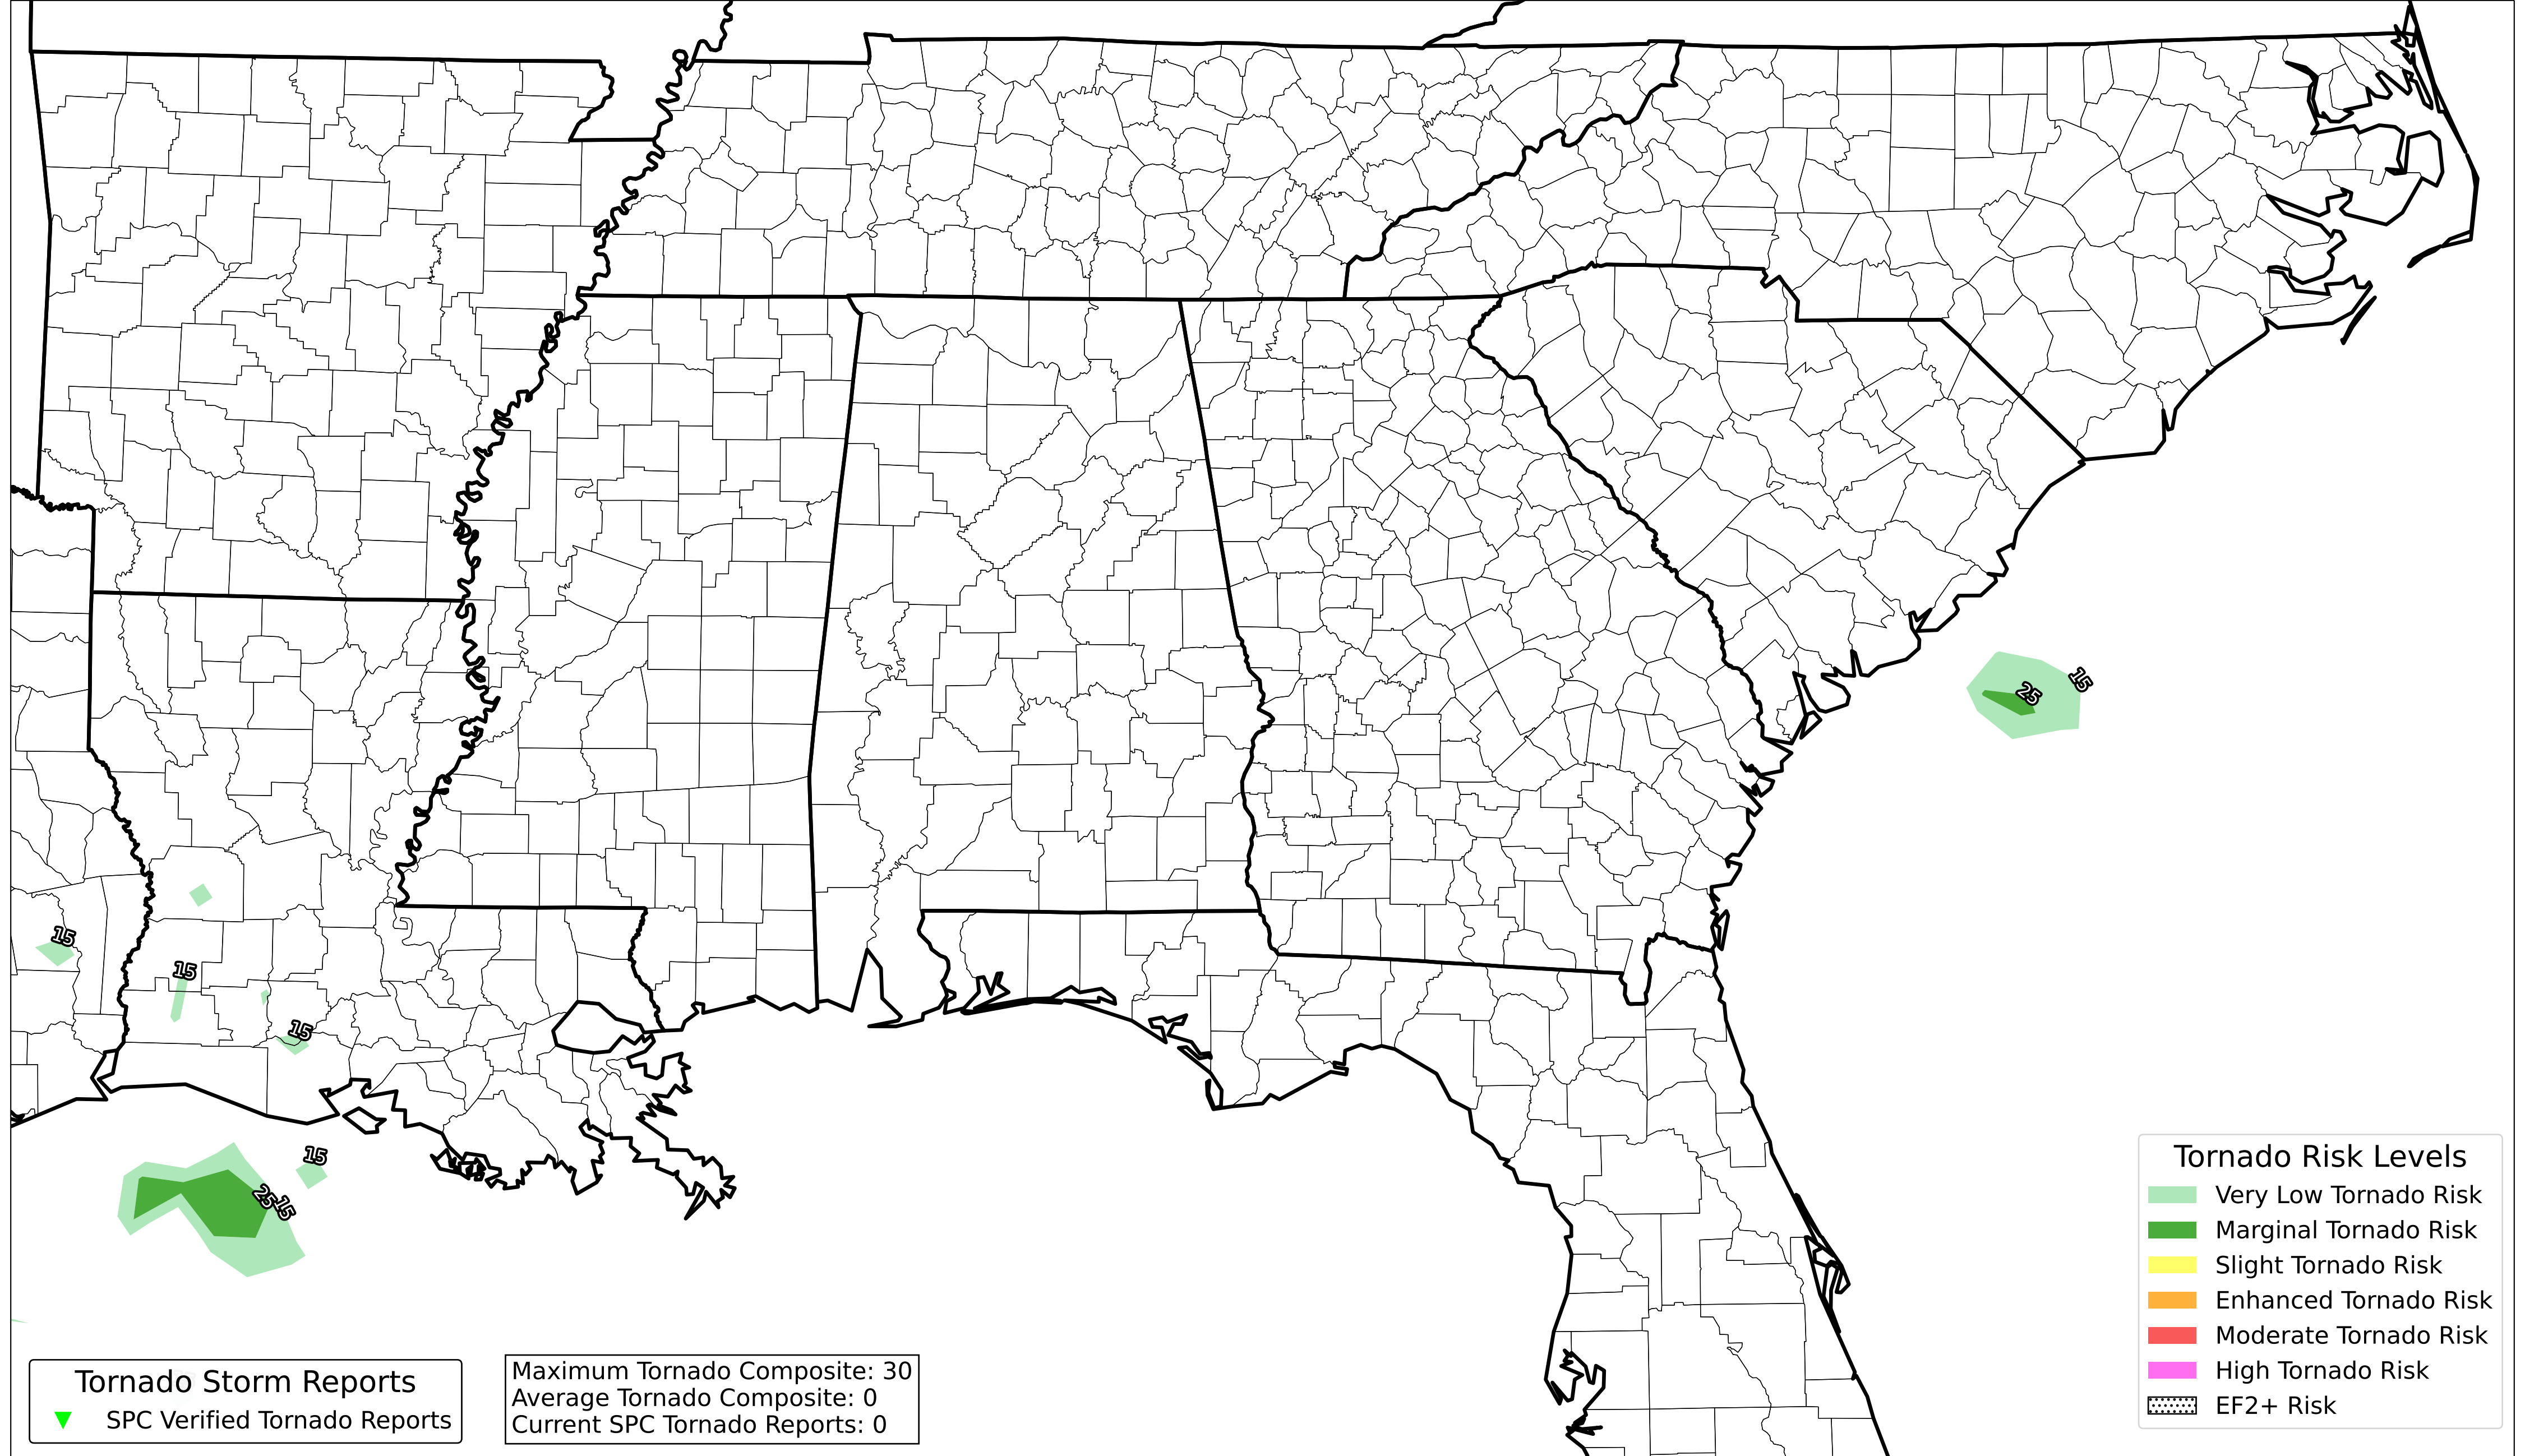 15
25
15
15
15
15
25
15
Tornado Risk Levels
Very Low Tornado Risk
Marginal Tornado Risk
Slight Tornado Risk
Enhanced Tornado Risk
Moderate Tornado Risk
High Tornado Risk
EF2+ Risk
Tornado Storm Reports
SPC Verified Tornado Reports
Maximum Tornado Composite: 30
Average Tornado Composite: 0
Current SPC Tornado Reports: 0